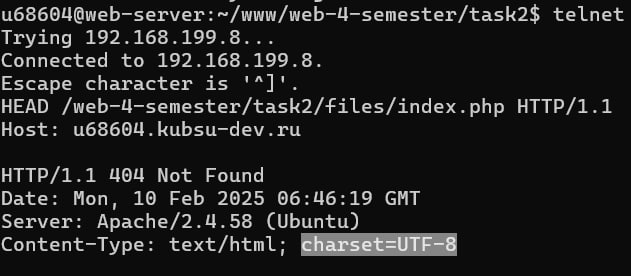 u68604@web-server:~/www/web-4-semester/task2$ telnet
Trying 192.168.199.8...
Connected to 192.168.199.8.
Escape character is '^]'.
HEAD /web-4-semester/task2/files/index.php HTTP/1.1
Host: u68604.kubsu-dev.ru

HTTP/1.1 404 Not Found
Date: Mon, 10 Feb 2025 06:46:19 GMT
Server: Apache/2.4.58 (Ubuntu)
Content-Type: text/html; charset=UTF-8